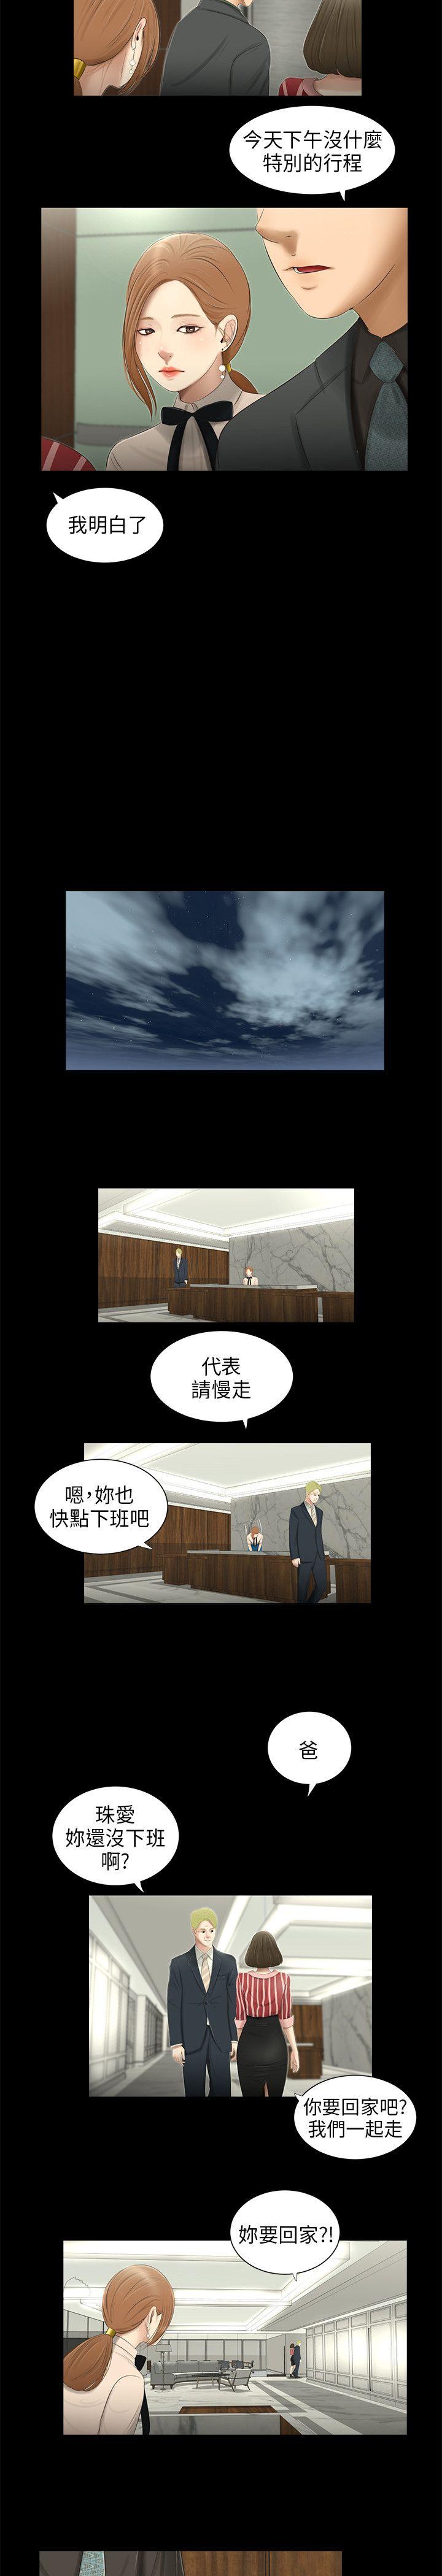 今天下午沒什麼
特別的行程
我明白了
代表
請慢走
嗯，妳也
快點下班吧
爸
珠愛
妳還沒下班
啊?
你要回家吧?
我們一起走
妳要回家?!